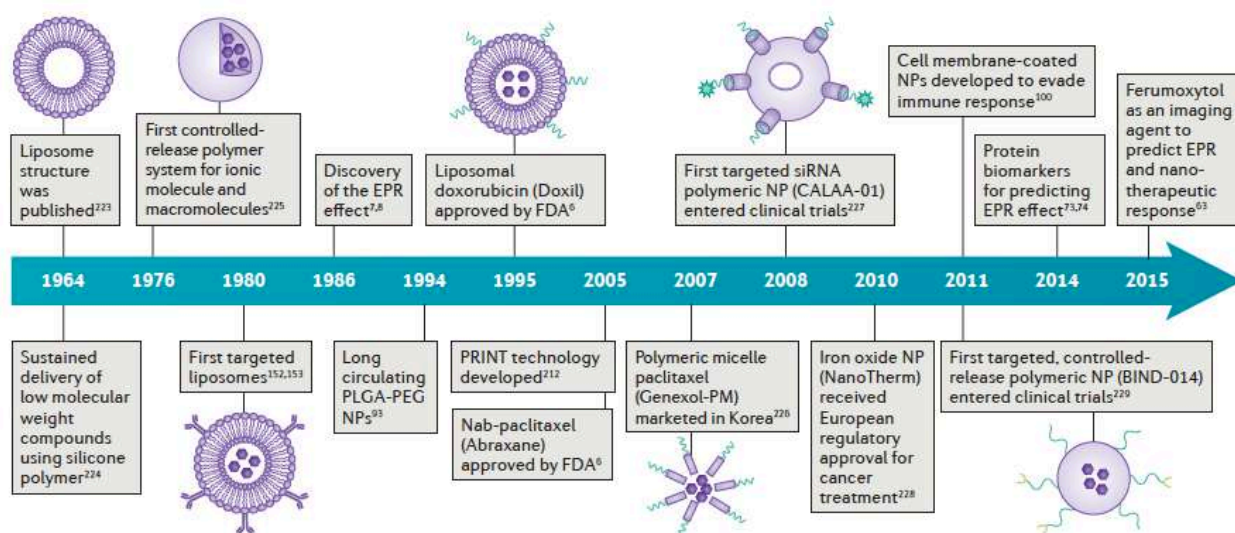 Liposome
structure was
published²²³
First controlled-
release polymer
system for ionic
molecule and
macromolecules²²⁵
Discovery
of the EPR
effect⁷,⁸
Liposomal
doxorubicin (Doxil)
approved by FDA⁶
First targeted siRNA
polymeric NP (CALAA-01)
entered clinical trials²²⁷
Cell membrane-coated
NPs developed to evade
immune response¹⁰⁰
Protein
biomarkers
for predicting
EPR effect⁷³,⁷⁴
Ferumoxytol
as an imaging
agent to
predict EPR
and nano-
therapeutic
response⁶³
1964 1976 1980 1986 1994 1995 2005 2007 2008 2010 2011 2014 2015
Sustained
delivery of
low molecular
weight
compounds
using silicone
polymer²²⁴
First targeted
liposomes¹⁵²,¹⁵³
Long
circulating
PLGA-PEG
NPs⁹³
PRINT technology
developed²¹²
Nab-paclitaxel
(Abraxane)
approved by FDA⁶
Polymeric micelle
paclitaxel
(Genexol-PM)
marketed in Korea²²⁶
Iron oxide NP
(NanoTherm)
received
European
regulatory
approval for
cancer
treatment²²⁸
First targeted, controlled-
release polymeric NP (BIND-014)
entered clinical trials²²⁹